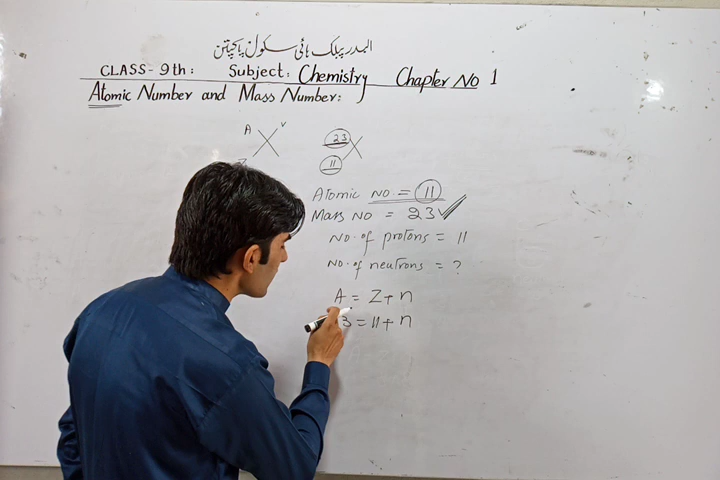 البدر پبلک ہائی سکول پاکپتن
CLASS - 9th: Subject: Chemistry Chapter No 1
Atomic Number and Mass Number:
A X V
23 X
11
Atomic no = 11
Mass no = 23 ✓
No. of protons = 11
No. of neutrons = ?
A = Z + n
3 = 11 + n